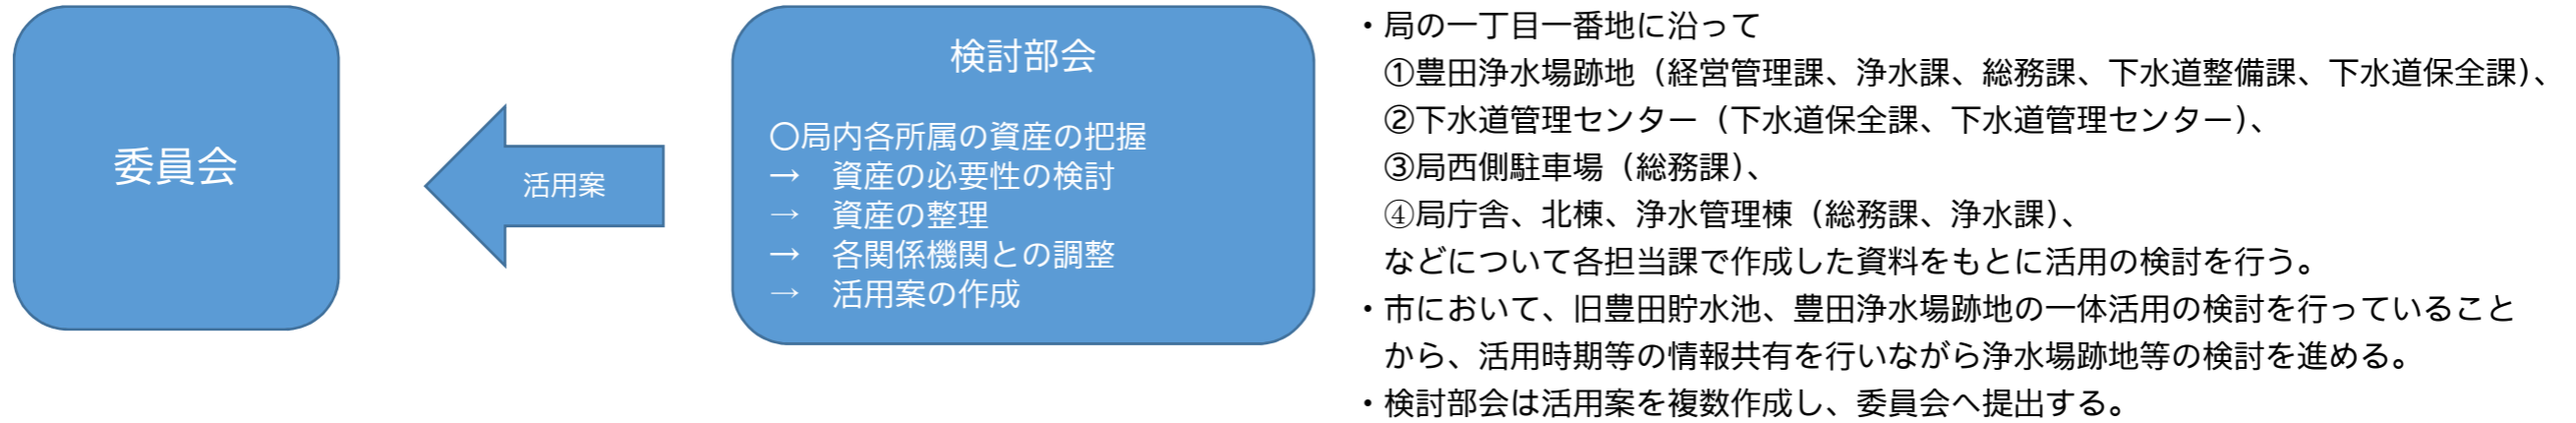 委員会
活用案
検討部会
〇局内各所属の資産の把握
→　資産の必要性の検討
→　資産の整理
→　各関係機関との調整
→　活用案の作成
・局の一丁目一番地に沿って
①豊田浄水場跡地（経営管理課、浄水課、総務課、下水道整備課、下水道保全課）、
②下水道管理センター（下水道保全課、下水道管理センター）、
③局西側駐車場（総務課）、
④局庁舎、北棟、浄水管理棟（総務課、浄水課）、
などについて各担当課で作成した資料をもとに活用の検討を行う。
・市において、旧豊田貯水池、豊田浄水場跡地の一体活用の検討を行っていること
から、活用時期等の情報共有を行いながら浄水場跡地等の検討を進める。
・検討部会は活用案を複数作成し、委員会へ提出する。